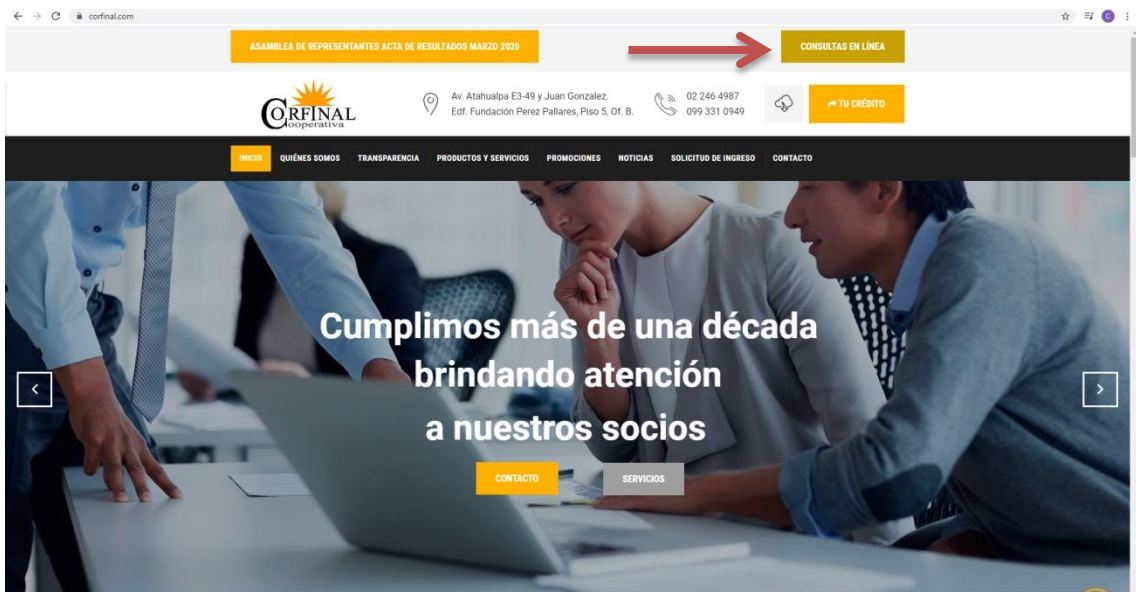 corfinal.com
ASAMBLEA DE REPRESENTANTES ACTA DE RESULTADOS MARZO 2020
CONSULTAS EN LÍNEA
CORFINAL
Cooperativa
Av. Atahualpa E3-49 y Juan Gonzalez.
Edf. Fundación Perez Pallares, Piso 5, Of. B.
02 246 4987
099 331 0949
TU CRÉDITO
INICIO QUIÉNES SOMOS TRANSPARENCIA PRODUCTOS Y SERVICIOS PROMOCIONES NOTICIAS SOLICITUD DE INGRESO CONTACTO
Cumplimos más de una década
brindando atención
a nuestros socios
CONTACTO SERVICIOS